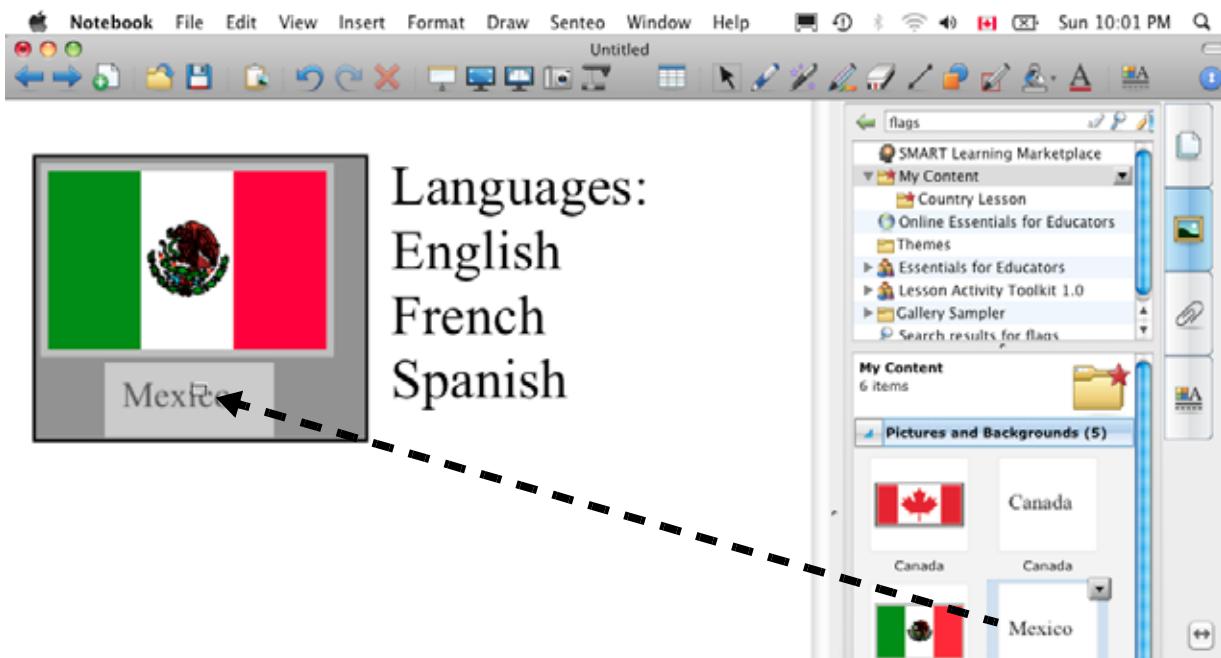 Notebook File Edit View Insert Format Draw Senteo Window Help Sun 10:01 PM
Untitled
flags
SMART Learning Marketplace
My Content
Country Lesson
Online Essentials for Educators
Themes
Essentials for Educators
Lesson Activity Toolkit 1.0
Gallery Sampler
Search results for flags
Languages:
English
French
Spanish
Mexico
My Content
6 items
Pictures and Backgrounds (5)
Canada
Canada Canada
Mexico